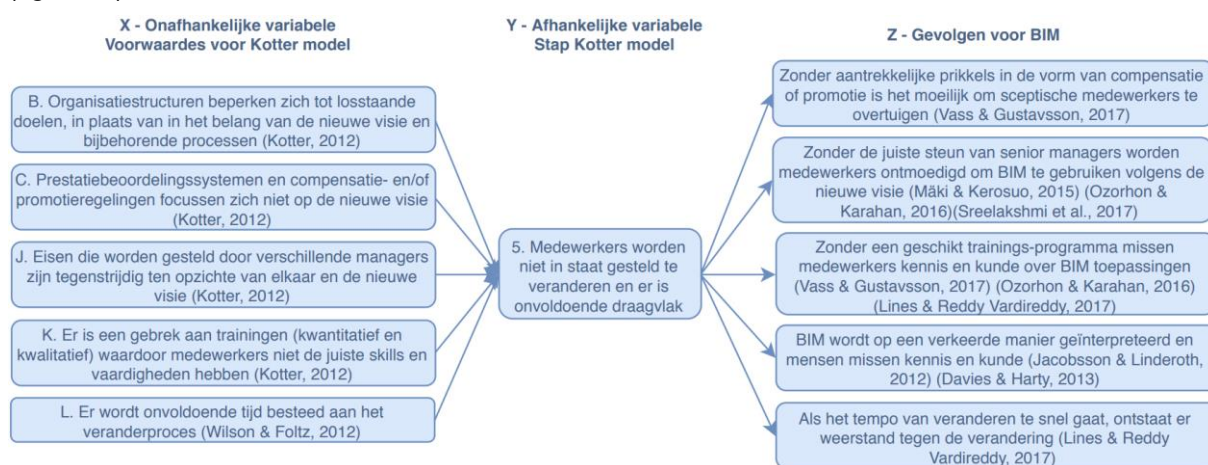 X - Onafhankelijke variabele
Voorwaardes voor Kotter model
Y - Afhankelijke variabele
Stap Kotter model
Z - Gevolgen voor BIM
B. Organisatiestructuren beperken zich tot losstaande
doelen, in plaats van in het belang van de nieuwe visie en
bijbehorende processen (Kotter, 2012)
C. Prestatiebeoordelingssystemen en compensatie- en/of
promotieregelingen focussen zich niet op de nieuwe visie
(Kotter, 2012)
J. Eisen die worden gesteld door verschillende managers
zijn tegenstrijdig ten opzichte van elkaar en de nieuwe
visie (Kotter, 2012)
K. Er is een gebrek aan trainingen (kwantitatief en
kwalitatief) waardoor medewerkers niet de juiste skills en
vaardigheden hebben (Kotter, 2012)
L. Er wordt onvoldoende tijd besteed aan het
veranderproces (Wilson & Foltz, 2012)
5. Medewerkers worden
niet in staat gesteld te
veranderen en er is
onvoldoende draagvlak
Zonder aantrekkelijke prikkels in de vorm van compensatie
of promotie is het moeilijk om sceptische medewerkers te
overtuigen (Vass & Gustavsson, 2017)
Zonder de juiste steun van senior managers worden
medewerkers ontmoedigd om BIM te gebruiken volgens de
nieuwe visie (Mäki & Kerosuo, 2015) (Ozorhon &
Karahan, 2016)(Sreelakshmi et al., 2017)
Zonder een geschikt trainings-programma missen
medewerkers kennis en kunde over BIM toepassingen
(Vass & Gustavsson, 2017) (Ozorhon & Karahan, 2016)
(Lines & Reddy Vardireddy, 2017)
BIM wordt op een verkeerde manier geïnterpreteerd en
mensen missen kennis en kunde (Jacobsson & Linderoth,
2012) (Davies & Harty, 2013)
Als het tempo van veranderen te snel gaat, ontstaat er
weerstand tegen de verandering (Lines & Reddy
Vardireddy, 2017)